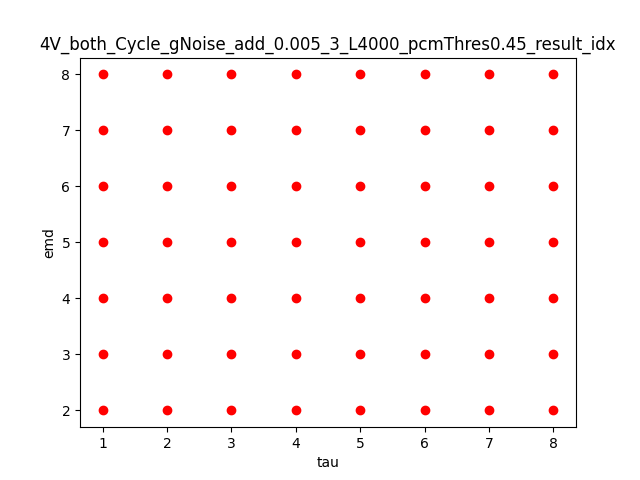 4V_both_Cycle_gNoise_add_0.005_3_L4000_pcmThres0.45_result_idx
8
7
6
5
4
3
2
emd
1 2 3 4 5 6 7 8
tau